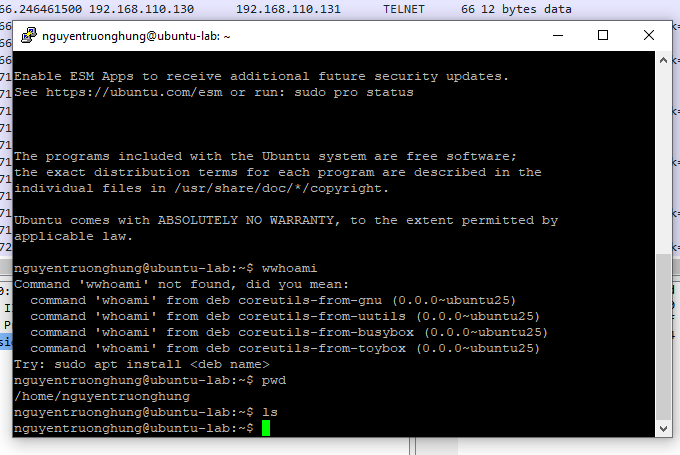 66.246461500 192.168.110.130 192.168.110.131 TELNET 66 12 bytes data
nguyentruonghung@ubuntu-lab: ~
Enable ESM Apps to receive additional future security updates.
See https://ubuntu.com/esm or run: sudo pro status
The programs included with the Ubuntu system are free software;
the exact distribution terms for each program are described in the
individual files in /usr/share/doc/*/copyright.
Ubuntu comes with ABSOLUTELY NO WARRANTY, to the extent permitted by
applicable law.
nguyentruonghung@ubuntu-lab:~$ wwhoami
Command 'wwhoami' not found, did you mean:
command 'whoami' from deb coreutils-from-gnu (0.0.0~ubuntu25)
command 'whoami' from deb coreutils-from-uutils (0.0.0~ubuntu25)
command 'whoami' from deb coreutils-from-busybox (0.0.0~ubuntu25)
command 'whoami' from deb coreutils-from-toybox (0.0.0~ubuntu25)
Try: sudo apt install <deb name>
nguyentruonghung@ubuntu-lab:~$ pwd
/home/nguyentruonghung
nguyentruonghung@ubuntu-lab:~$ ls
nguyentruonghung@ubuntu-lab:~$